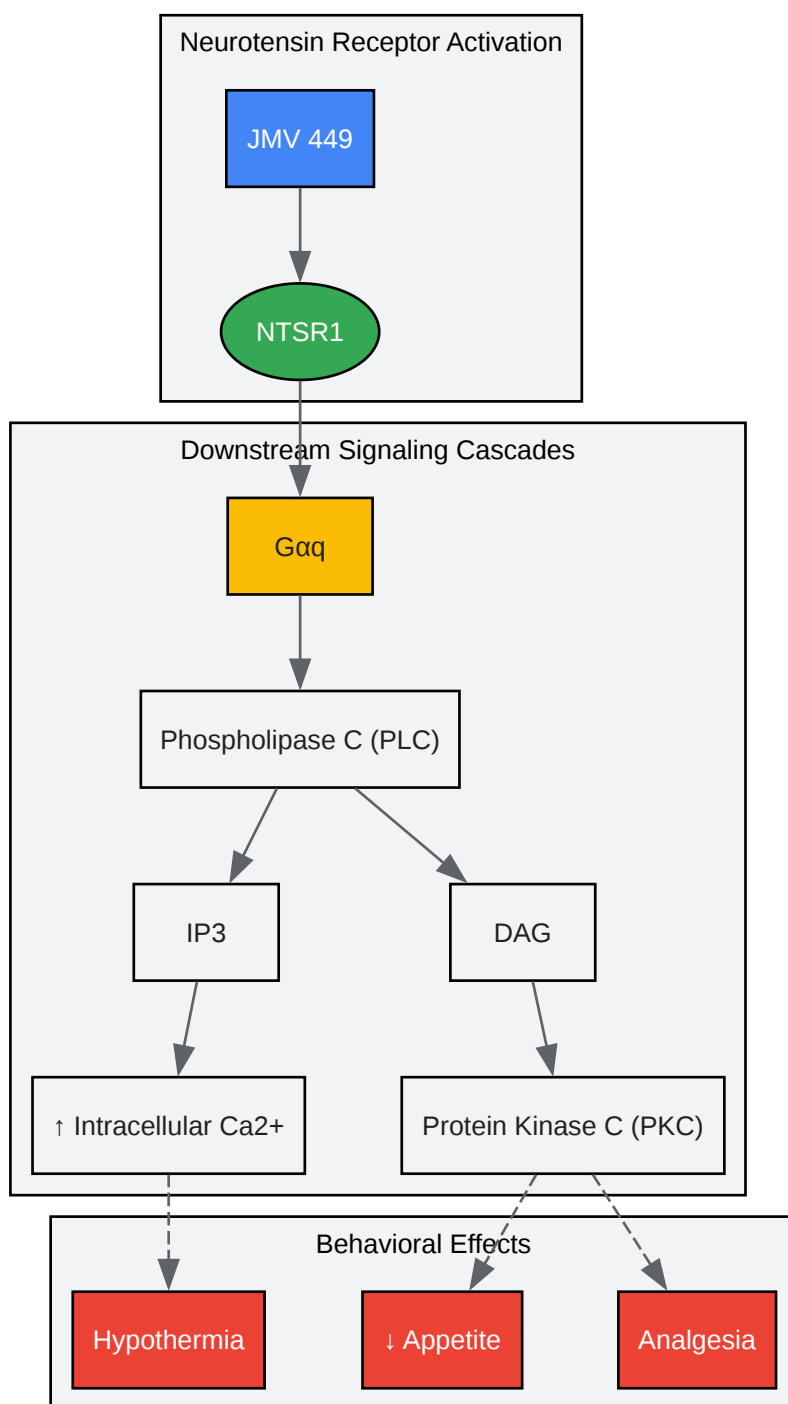 Neurotensin Receptor Activation
JMV 449
NTSR1
Downstream Signaling Cascades
Gαq
Phospholipase C (PLC)
IP3
DAG
↑ Intracellular Ca2+
Protein Kinase C (PKC)
Behavioral Effects
Hypothermia
↓ Appetite
Analgesia